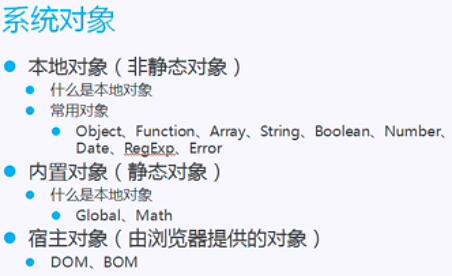 系统对象
本地对象（非静态对象）
什么是本地对象
常用对象
Object、Function、Array、String、Boolean、Number、
Date、RegExp、Error
内置对象（静态对象）
什么是本地对象
Global、Math
宿主对象（由浏览器提供的对象）
DOM、BOM